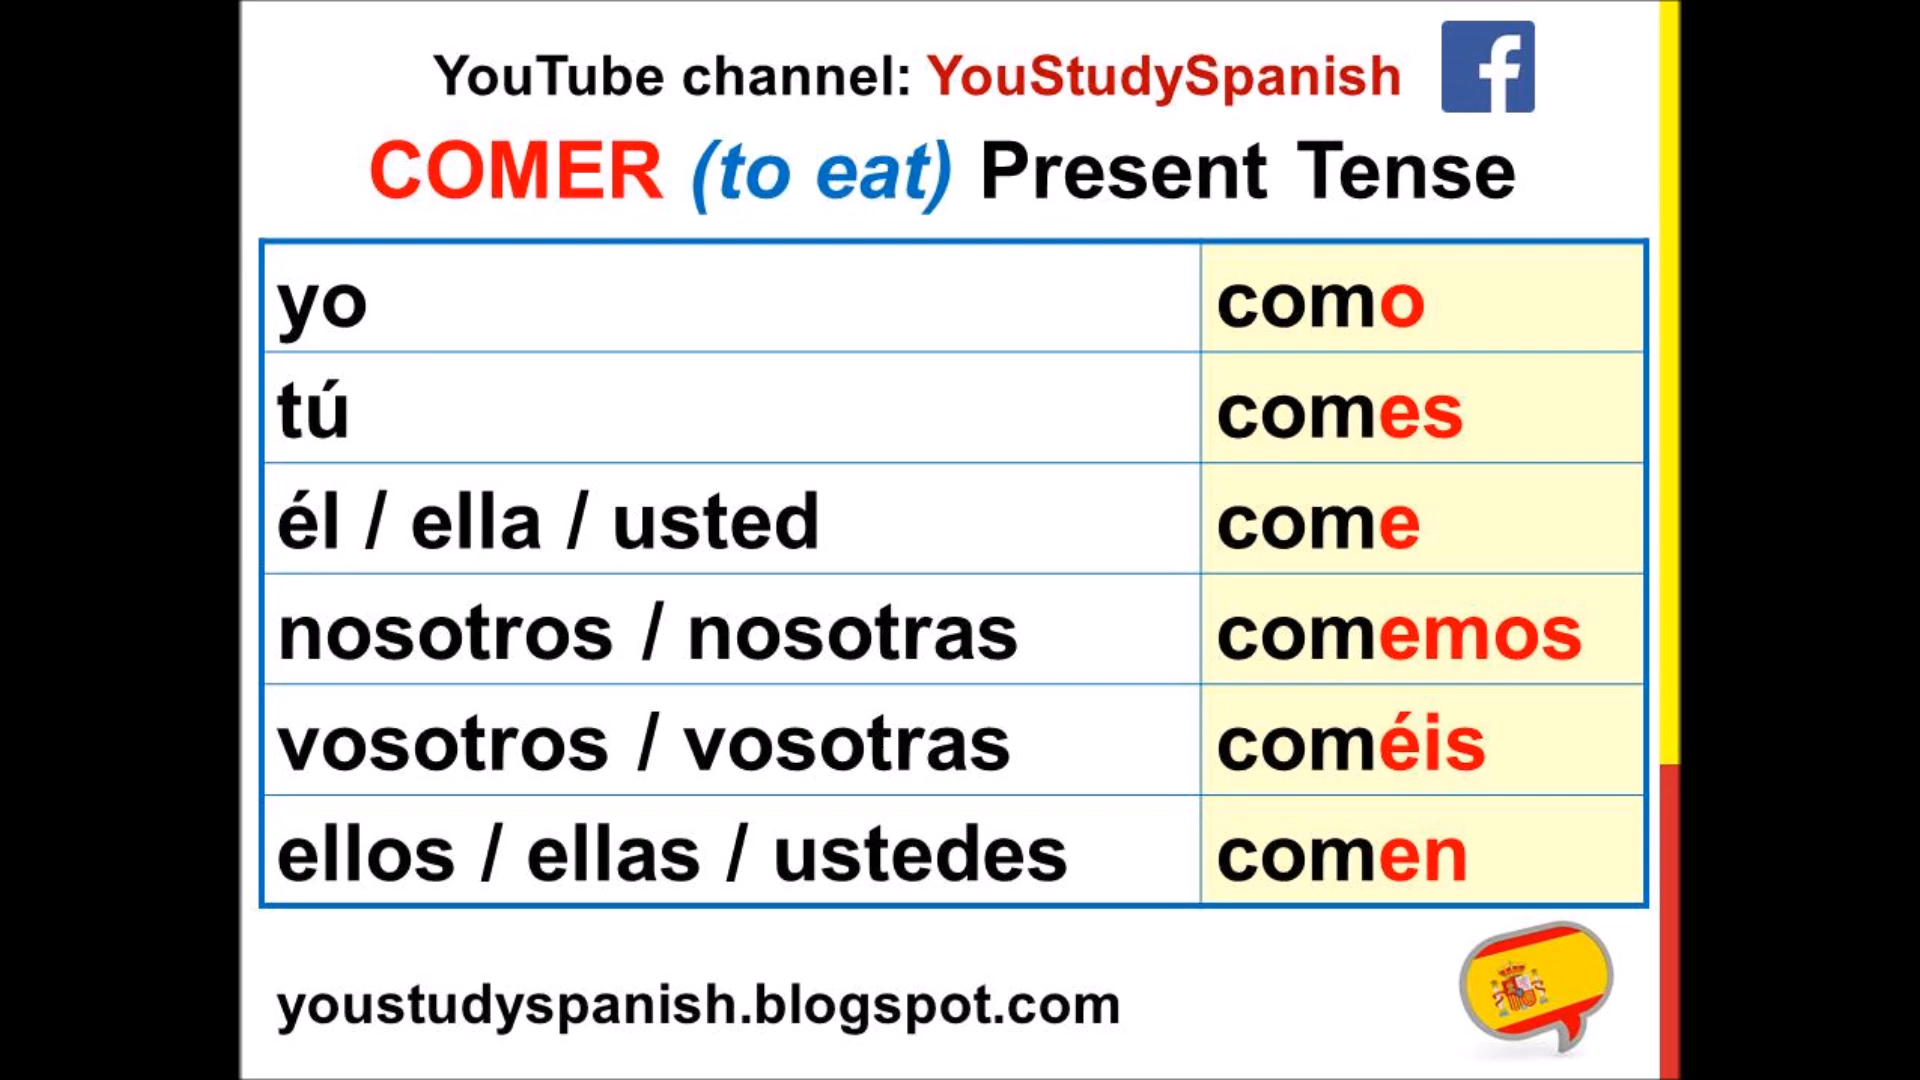 YouTube channel: YouStudySpanish
COMER (to eat) Present Tense
yo como
tú comes
él / ella / usted come
nosotros / nosotras comemos
vosotros / vosotras coméis
ellos / ellas / ustedes comen
youstudyspanish.blogspot.com